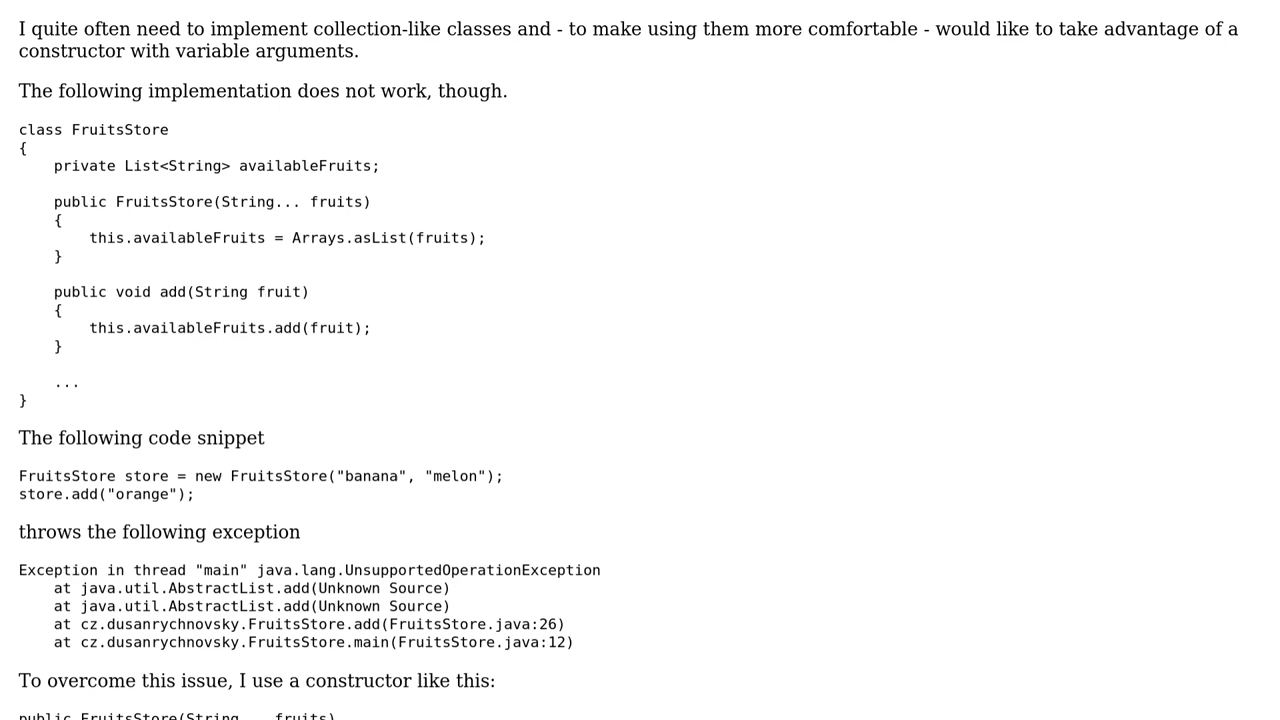 I quite often need to implement collection-like classes and - to make using them more comfortable - would like to take advantage of a
constructor with variable arguments.
The following implementation does not work, though.
class FruitsStore
{
    private List<String> availableFruits;
    public FruitsStore(String... fruits)
    {
        this.availableFruits = Arrays.asList(fruits);
    }
    public void add(String fruit)
    {
        this.availableFruits.add(fruit);
    }
    ...
}
The following code snippet
FruitsStore store = new FruitsStore("banana", "melon");
store.add("orange");
throws the following exception
Exception in thread "main" java.lang.UnsupportedOperationException
    at java.util.AbstractList.add(Unknown Source)
    at java.util.AbstractList.add(Unknown Source)
    at cz.dusanrychnovsky.FruitsStore.add(FruitsStore.java:26)
    at cz.dusanrychnovsky.FruitsStore.main(FruitsStore.java:12)
To overcome this issue, I use a constructor like this:
public FruitsStore(String... fruits)